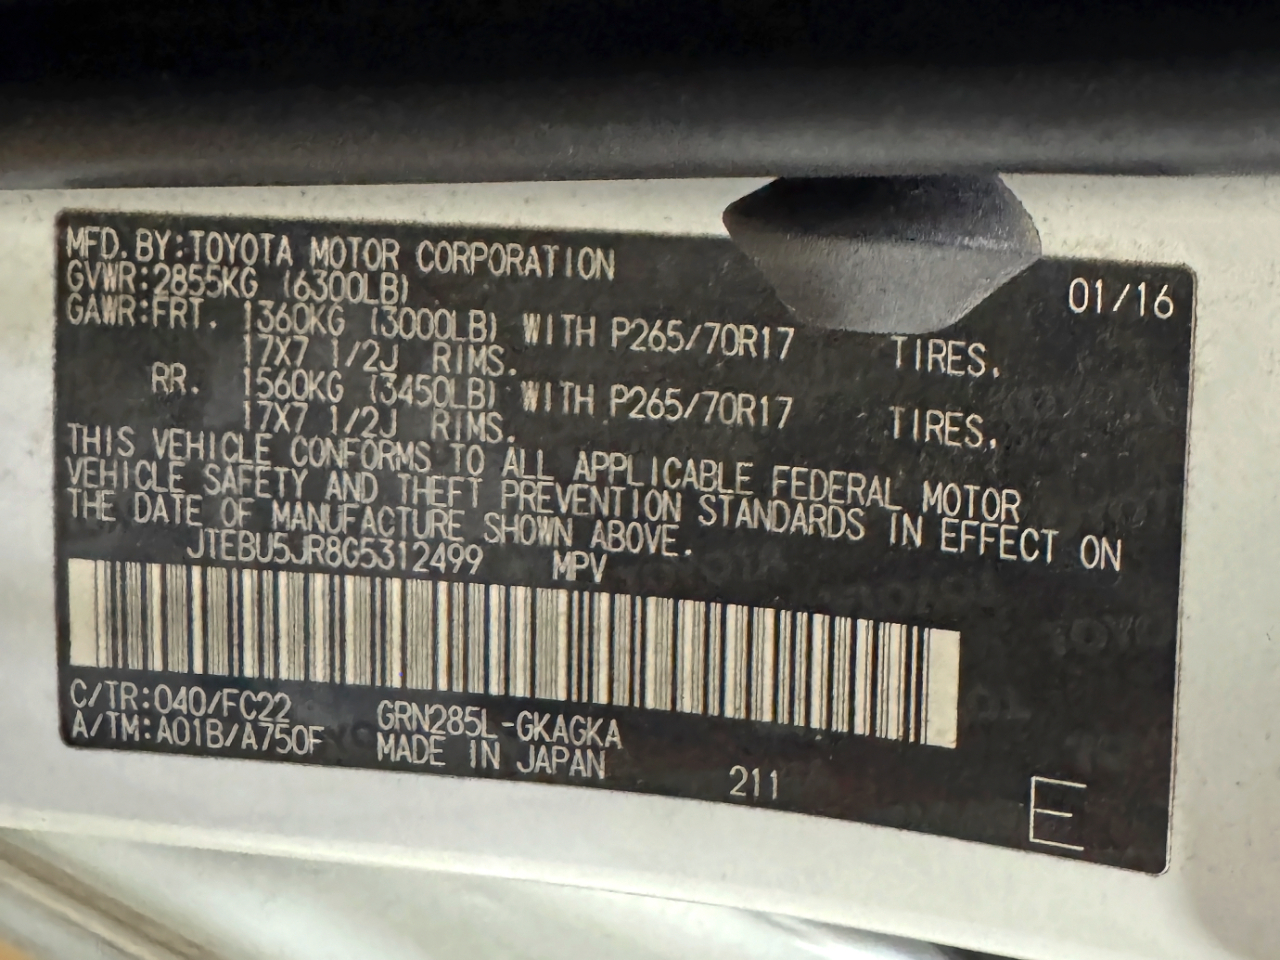 MFD. BY: TOYOTA MOTOR CORPORATION 01/16
GVWR: 2855KG (6300LB)
GAWR: FRT. 1360KG (3000LB) WITH P265/70R17 TIRES,
17X7 1/2J RIMS.
RR. 1560KG (3450LB) WITH P265/70R17 TIRES,
17X7 1/2J RIMS.
THIS VEHICLE CONFORMS TO ALL APPLICABLE FEDERAL MOTOR
VEHICLE SAFETY AND THEFT PREVENTION STANDARDS IN EFFECT ON
THE DATE OF MANUFACTURE SHOWN ABOVE.
JTEBU5JR8G5312499 MPV
C/TR: 040/FC22 GRN285L-GKAGKA
A/TM: A01B/A750F MADE IN JAPAN
211
E